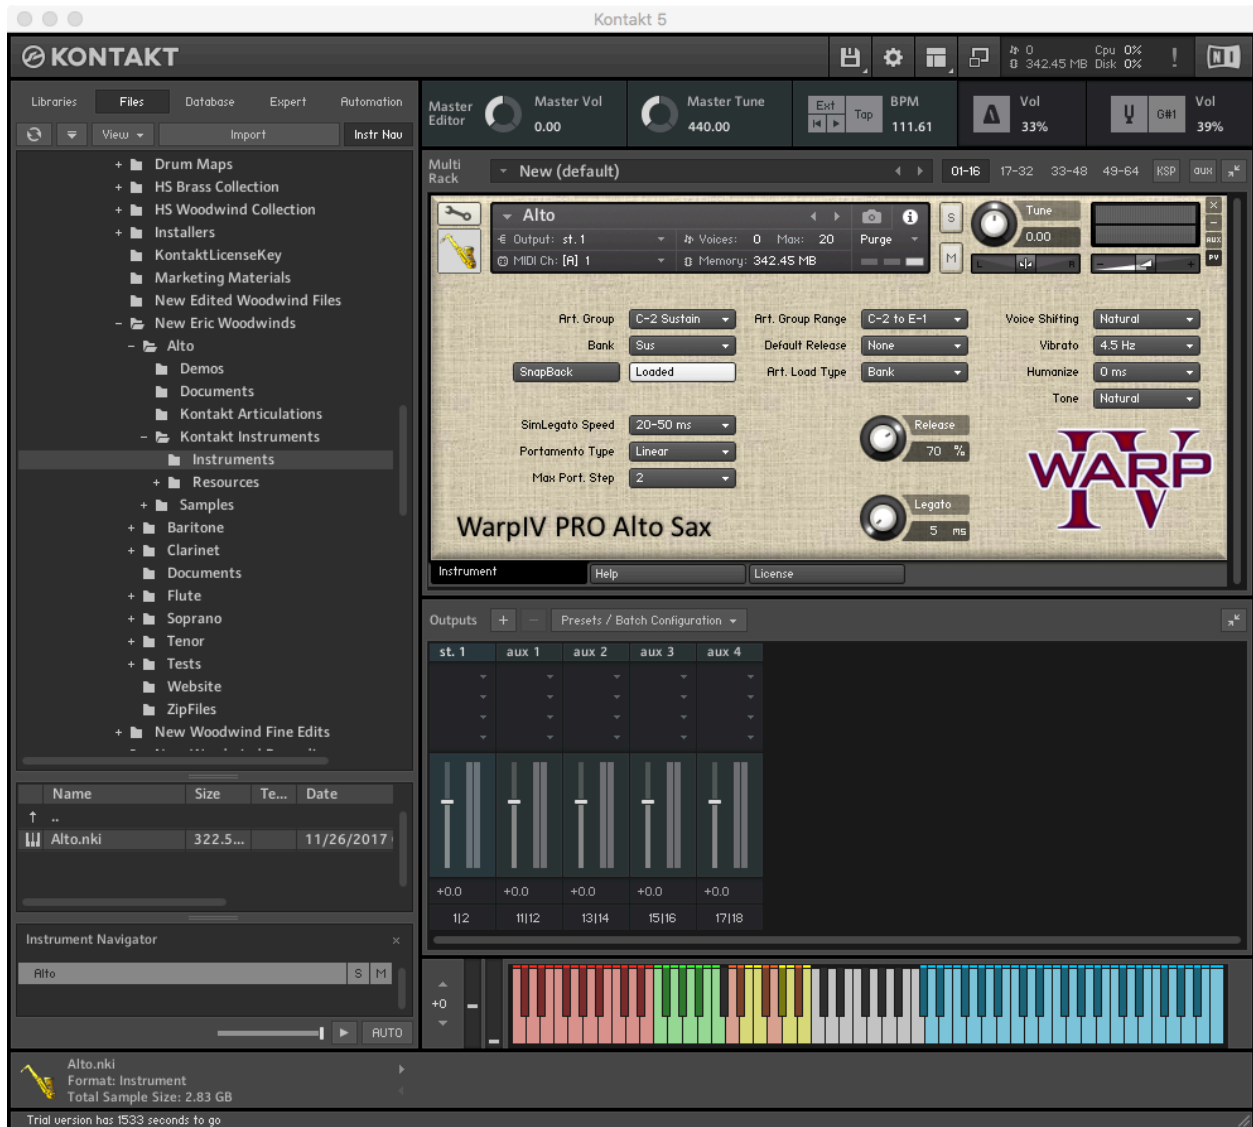 Kontakt 5
KONTAKT
0
342.45 MB
Cpu 0%
Disk 0%
!
NI
Libraries Files Database Expert Automation
View Import Instr Nav
Drum Maps
HS Brass Collection
HS Woodwind Collection
Installers
KontaktLicenseKey
Marketing Materials
New Edited Woodwind Files
New Eric Woodwinds
Alto
Demos
Documents
Kontakt Articulations
Kontakt Instruments
Instruments
Resources
Samples
Baritone
Clarinet
Documents
Flute
Soprano
Tenor
Tests
Website
ZipFiles
New Woodwind Fine Edits
Name Size Te... Date
..
Alto.nki 322.5... 11/26/2017
Instrument Navigator ×
Alto S M
AUTO
Master Editor
Master Vol
0.00
Master Tune
440.00
Ext
Tap
BPM
111.61
Vol
33%
G#1
Vol
39%
Multi Rack
New (default)
01-16 17-32 33-48 49-64 KSP aux
Alto
Output: st. 1 Voices: 0 Max: 20 Purge
MIDI Ch: [A] 1 Memory: 342.45 MB
S
M
Tune
0.00
L R
- +
×
-
AUX
PV
Art. Group C-2 Sustain Art. Group Range C-2 to E-1 Voice Shifting Natural
Bank Sus Default Release None Vibrato 4.5 Hz
SnapBack Loaded Art. Load Type Bank Humanize 0 ms
Tone Natural
SimLegato Speed 20-50 ms
Portamento Type Linear
Max Port. Step 2
Release
70 %
Legato
5 ms
WARP
IV
WarpIV PRO Alto Sax
Instrument Help License
Outputs + - Presets / Batch Configuration
st. 1 aux 1 aux 2 aux 3 aux 4
+0.0 +0.0 +0.0 +0.0 +0.0
1|2 11|12 13|14 15|16 17|18
+0
Alto.nki
Format: Instrument
Total Sample Size: 2.83 GB
Trial version has 1533 seconds to go